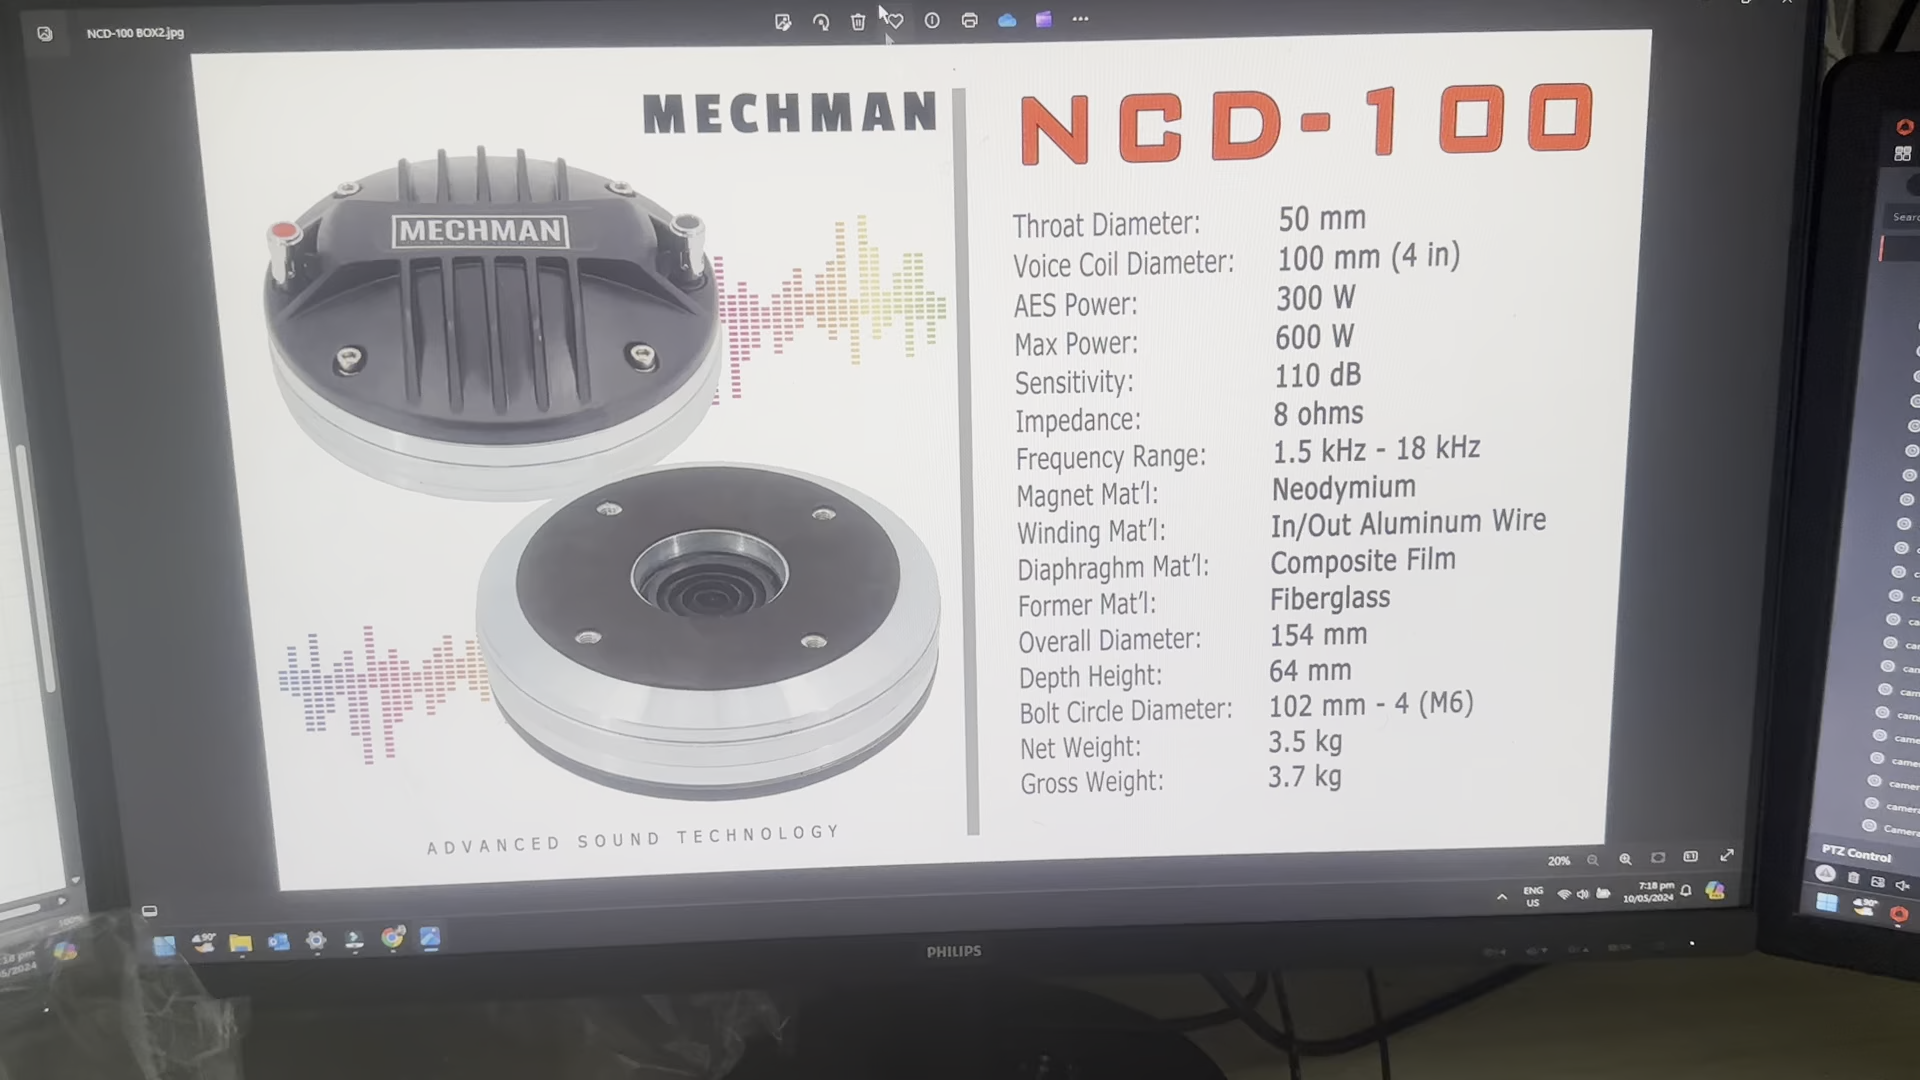 NCD-100 BOX2.jpg
MECHMAN
MECHMAN
ADVANCED SOUND TECHNOLOGY
NCD-100
Throat Diameter: 50 mm
Voice Coil Diameter: 100 mm (4 in)
AES Power: 300 W
Max Power: 600 W
Sensitivity: 110 dB
Impedance: 8 ohms
Frequency Range: 1.5 kHz - 18 kHz
Magnet Mat'l: Neodymium
Winding Mat'l: In/Out Aluminum Wire
Diaphraghm Mat'l: Composite Film
Former Mat'l: Fiberglass
Overall Diameter: 154 mm
Depth Height: 64 mm
Bolt Circle Diameter: 102 mm - 4 (M6)
Net Weight: 3.5 kg
Gross Weight: 3.7 kg
20%
90°
ENG
US
7:18 pm
10/05/2024
PHILIPS
100%
PTZ Control
90°